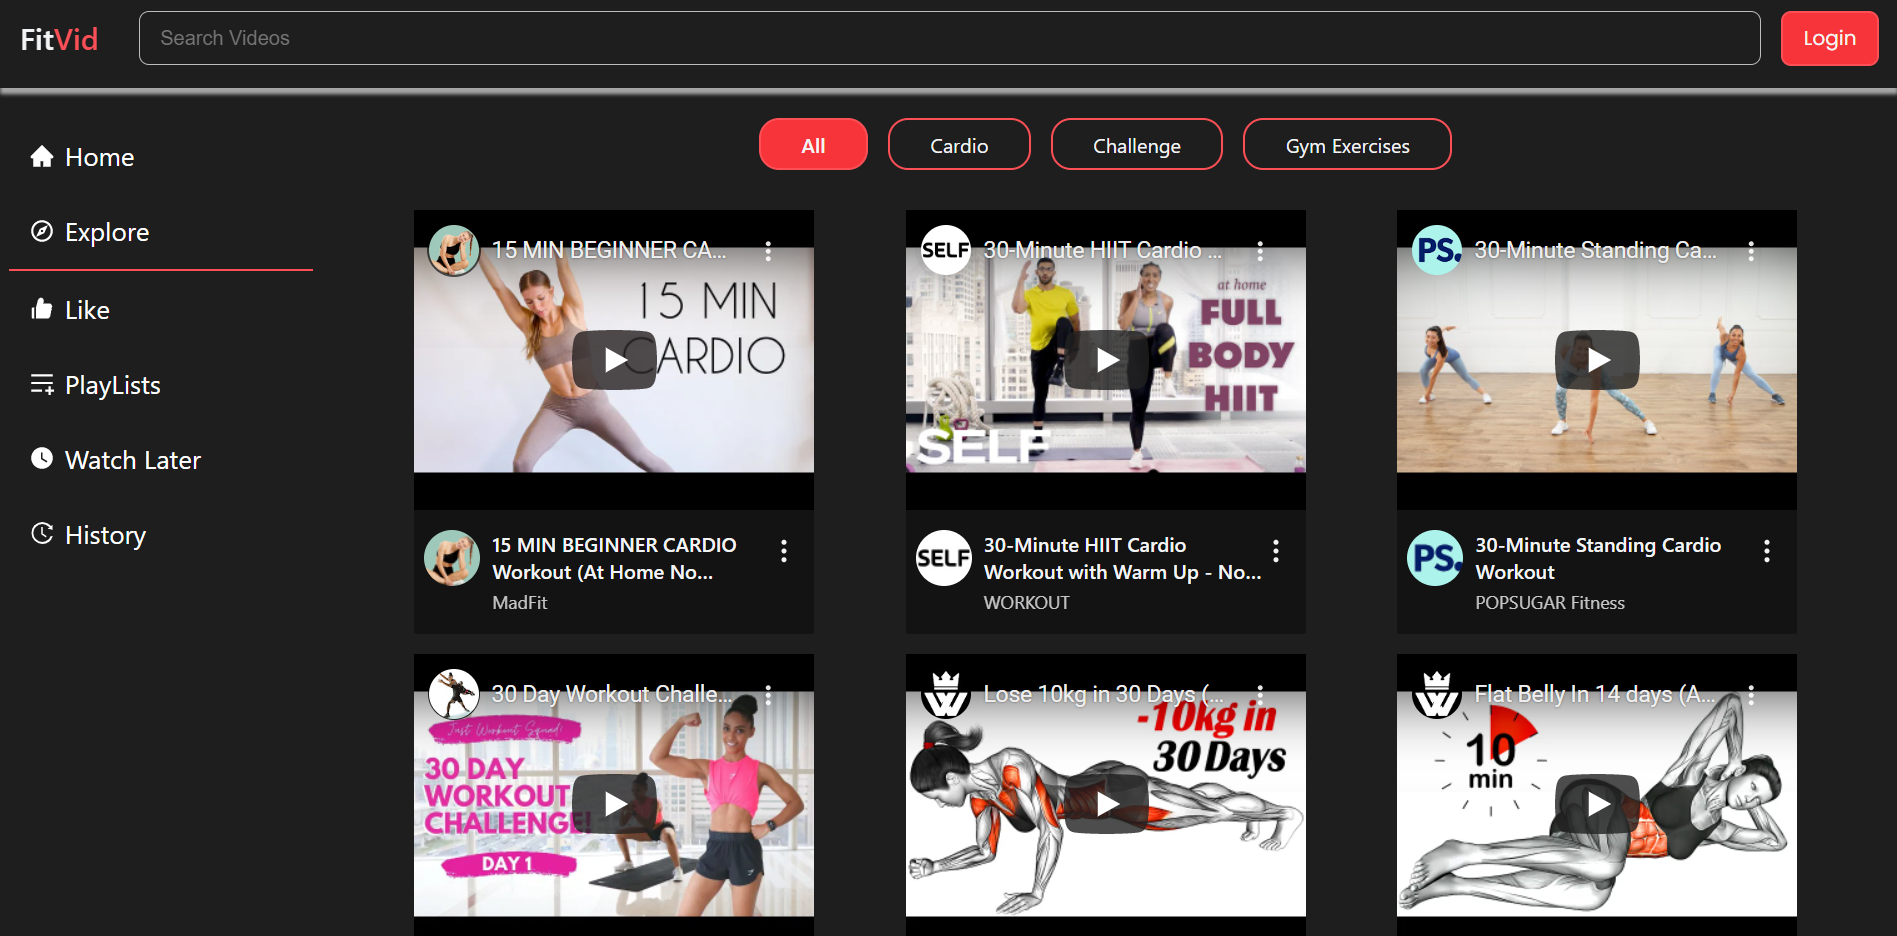 FitVid
Search Videos
Login
All
Cardio
Challenge
Gym Exercises
Home
Explore
Like
PlayLists
Watch Later
History
15 MIN BEGINNER CA...
15 MIN
CARDIO
15 MIN BEGINNER CARDIO
Workout (At Home No...
MadFit
SELF
30-Minute HIIT Cardio ...
at home
FULL
BODY
HIIT
SELF
SELF
30-Minute HIIT Cardio
Workout with Warm Up - No...
WORKOUT
PS.
30-Minute Standing Ca...
PS.
30-Minute Standing Cardio
Workout
POPSUGAR Fitness
30 Day Workout Challe...
Just Workout Squad!
30 DAY
WORKOUT
CHALLENGE!
DAY 1
W
Lose 10kg in 30 Days (...
-10kg in
30 Days
W
Flat Belly In 14 days (A...
10
min